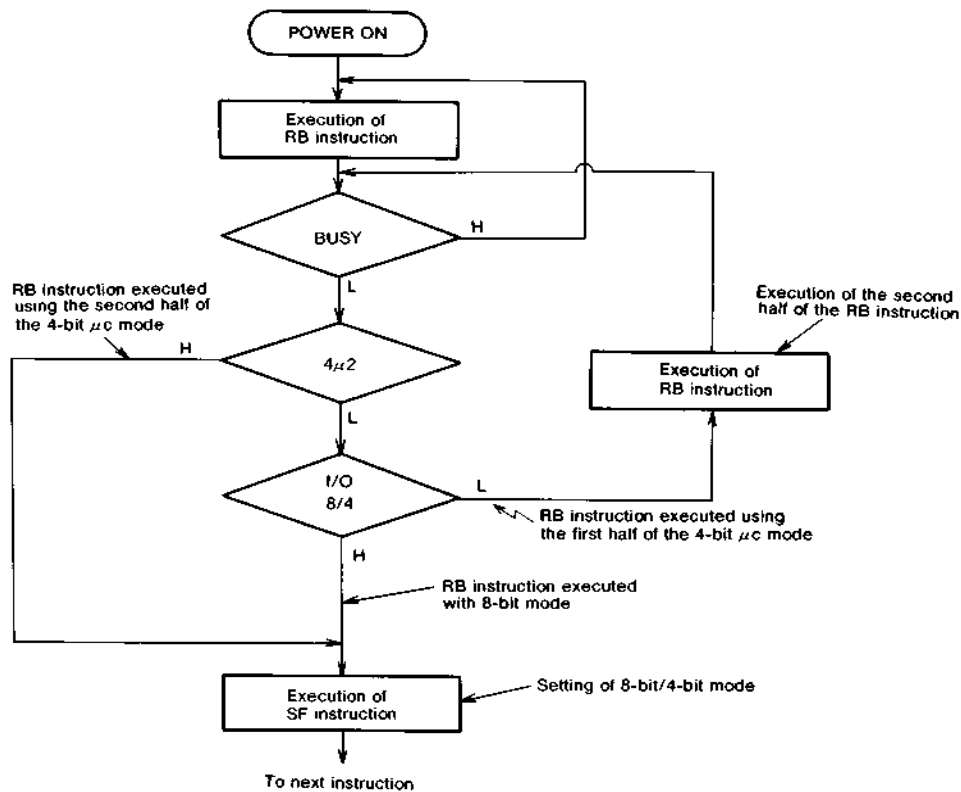 POWER ON
Execution of
RB instruction
BUSY
H
L
RB instruction executed
using the second half of
the 4-bit μc mode
H
4μ2
L
Execution of the second
half of the RB instruction
Execution of
RB instruction
I/O
8/4
L
RB instruction executed using
the first half of the 4-bit μc mode
H
RB instruction executed
with 8-bit mode
Execution of
SF instruction
Setting of 8-bit/4-bit mode
To next instruction